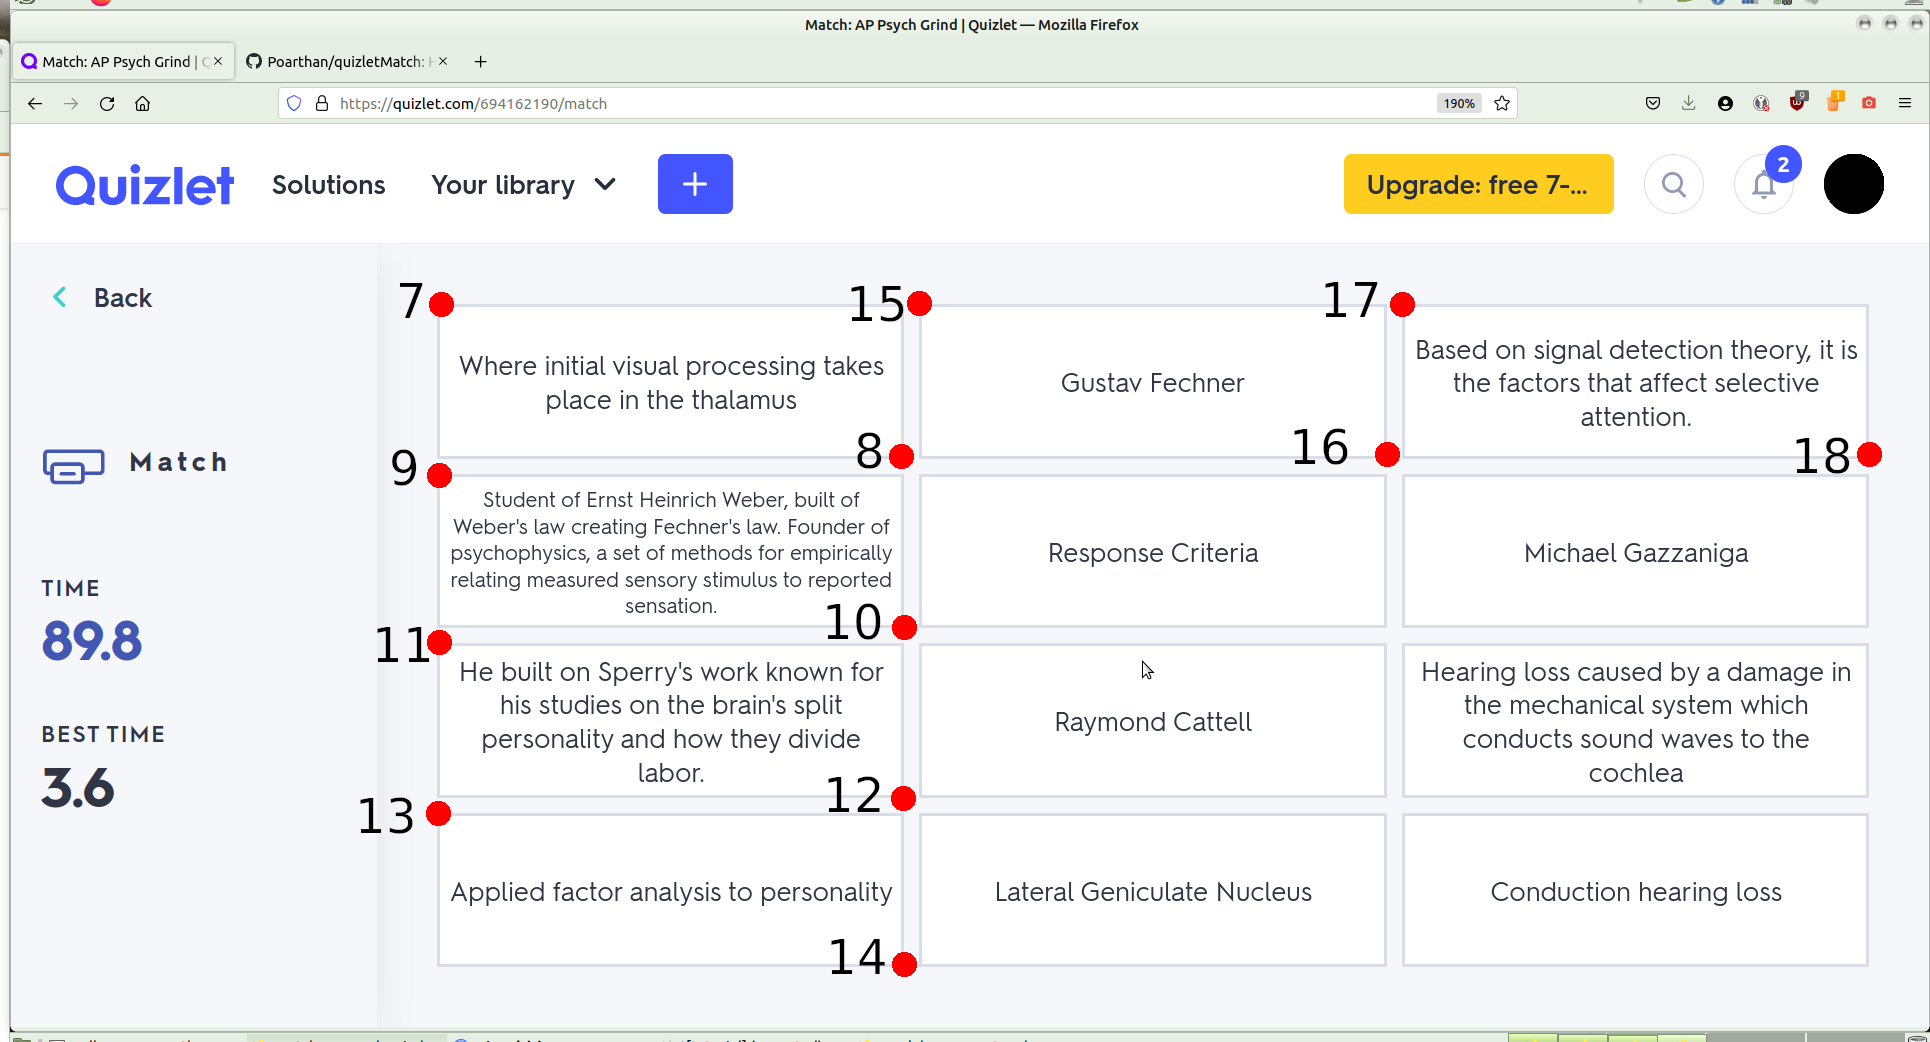 Match: AP Psych Grind | Quizlet — Mozilla Firefox
Match: AP Psych Grind |
Poarthan/quizletMatch:
https://quizlet.com/694162190/match
190%
9
1
Quizlet
Solutions
Your library
Upgrade: free 7-...
2
Back
Match
TIME
89.8
BEST TIME
3.6
7
15
17
Where initial visual processing takes
place in the thalamus
Gustav Fechner
Based on signal detection theory, it is
the factors that affect selective
attention.
8
16
18
9
Student of Ernst Heinrich Weber, built of
Weber's law creating Fechner's law. Founder of
psychophysics, a set of methods for empirically
relating measured sensory stimulus to reported
sensation.
Response Criteria
Michael Gazzaniga
10
11
He built on Sperry's work known for
his studies on the brain's split
personality and how they divide
labor.
Raymond Cattell
Hearing loss caused by a damage in
the mechanical system which
conducts sound waves to the
cochlea
12
13
Applied factor analysis to personality
Lateral Geniculate Nucleus
Conduction hearing loss
14